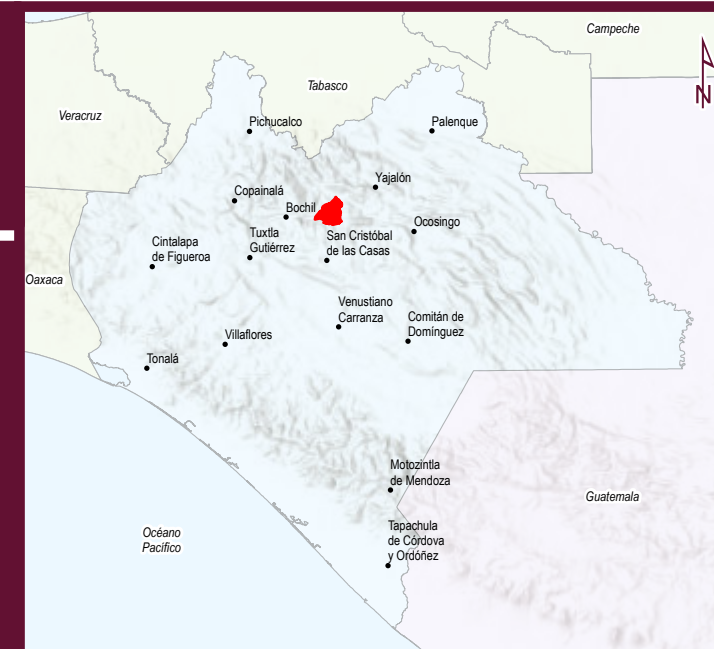 Campeche
Tabasco
N
Veracruz
Pichucalco
Palenque
Yajalón
Copainalá
Bochil
Ocosingo
Tuxtla
Gutiérrez
San Cristóbal
de las Casas
Cintalapa
de Figueroa
Oaxaca
Venustiano
Carranza
Comitán de
Domínguez
Villaflores
Tonalá
Motozintla
de Mendoza
Guatemala
Océano
Pacifico
Tapachula
de Córdova
y Ordóñez